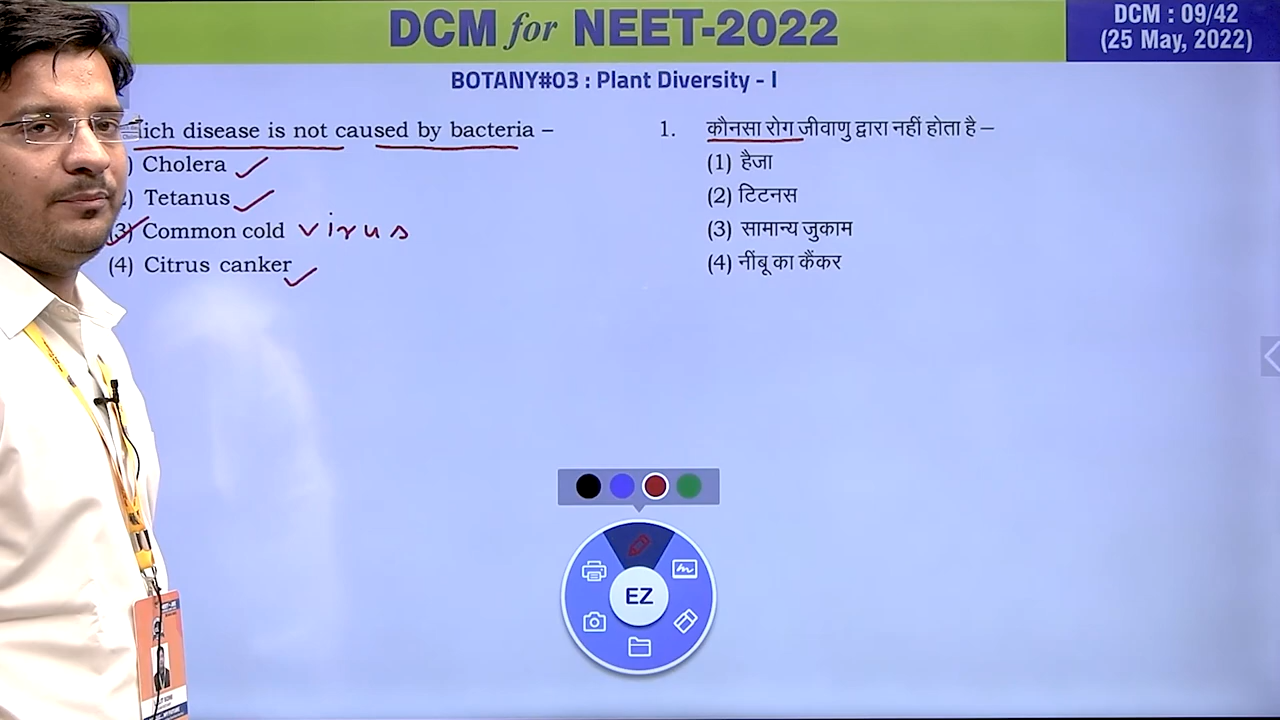 DCM for NEET-2022
DCM : 09/42
(25 May, 2022)
BOTANY#03 : Plant Diversity - I
disease is not caused by bacteria –
Cholera
Tetanus
(3) Common cold virus
(4) Citrus canker
1. कौनसा रोग जीवाणु द्वारा नहीं होता है –
(1) हैजा
(2) टिटनस
(3) सामान्य जुकाम
(4) नींबू का कैंकर
EZ